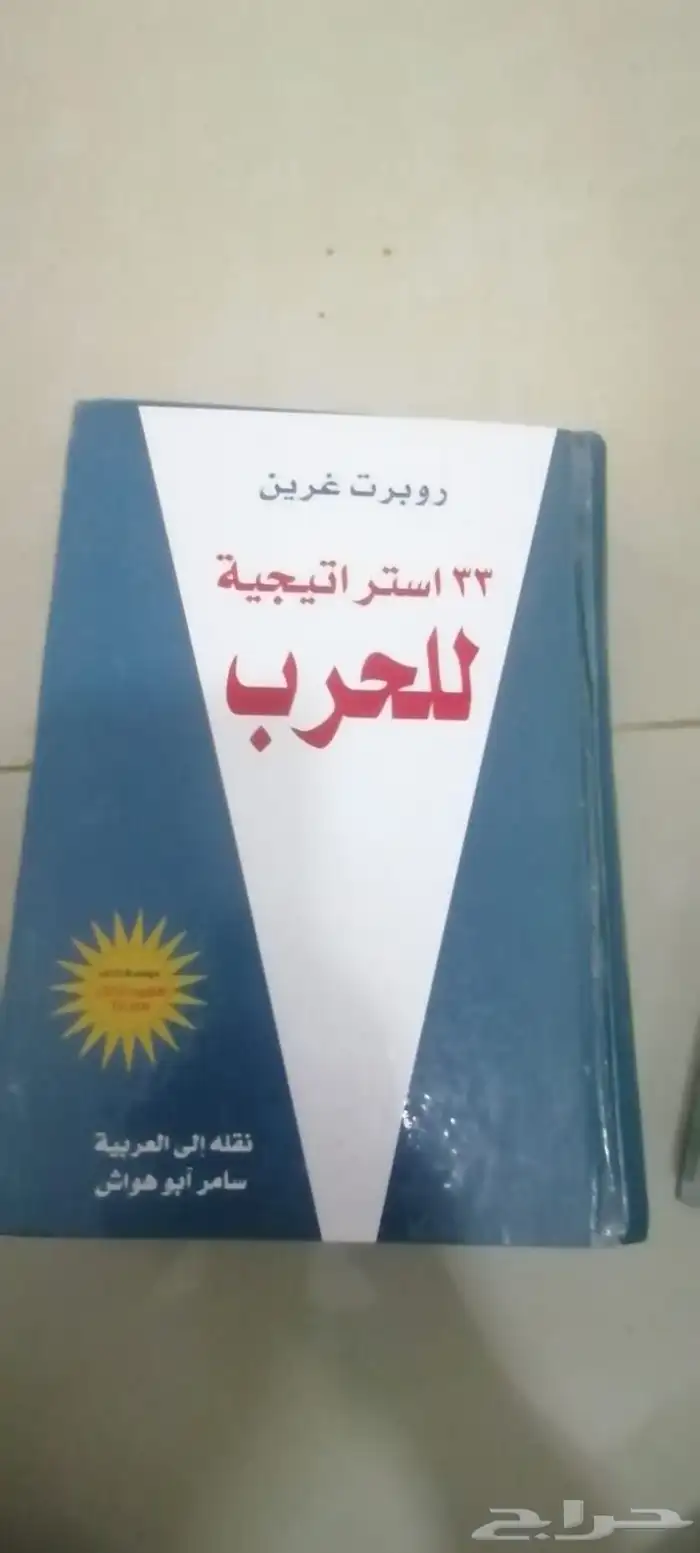 روبرت غرين
٣٣ استراتيجية
للحرب
نقله إلى العربية
سامر أبو هواش
حراج